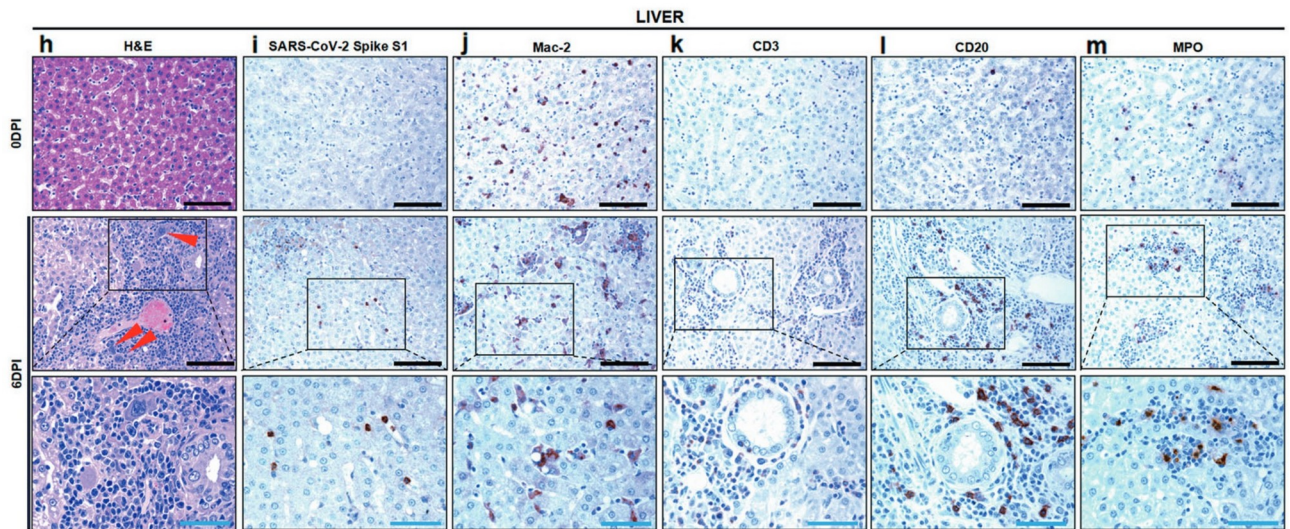 LIVER
h H&E i SARS-CoV-2 Spike S1 j Mac-2 k CD3 l CD20 m MPO
0DPI
6DPI